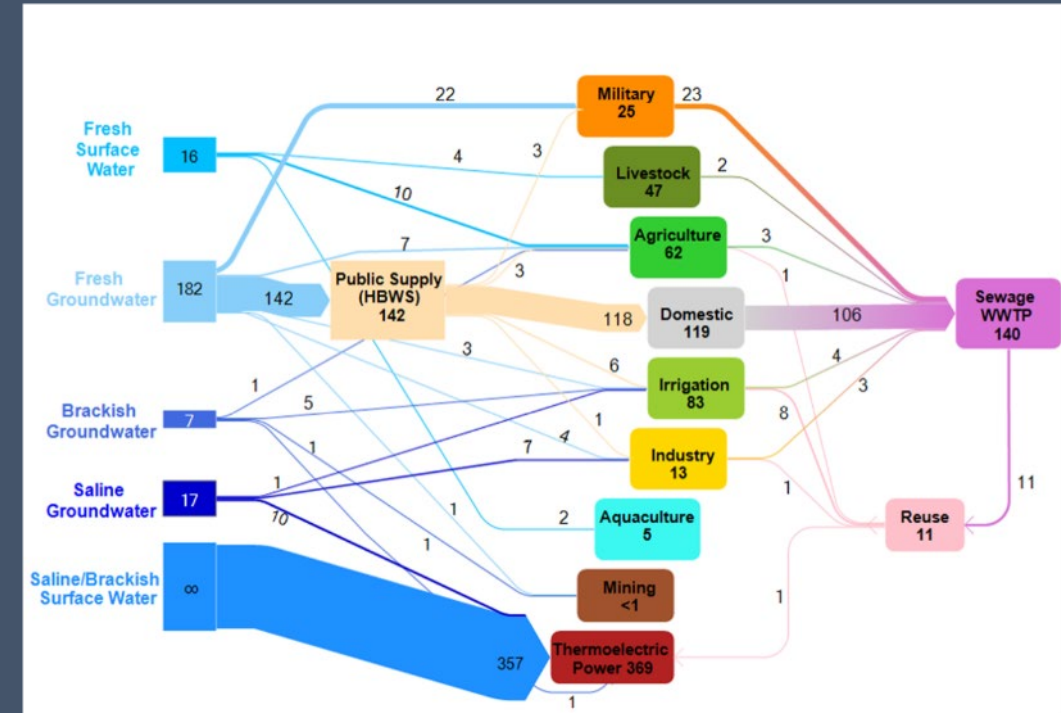 Fresh
Surface
Water
16
Fresh
Groundwater
182
Brackish
Groundwater
7
Saline
Groundwater
17
Saline/Brackish
Surface Water
∞
22
4
10
7
142
Public Supply
(HBWS)
142
3
3
118
3
6
1
1
5
1
4
1
7
10
1
1
2
357
1
Military
25
Livestock
47
Agriculture
62
Domestic
119
Irrigation
83
Industry
13
Aquaculture
5
Mining
<1
Thermoelectric
Power 369
23
2
3
1
106
4
3
8
1
1
Sewage
WWTP
140
11
Reuse
11